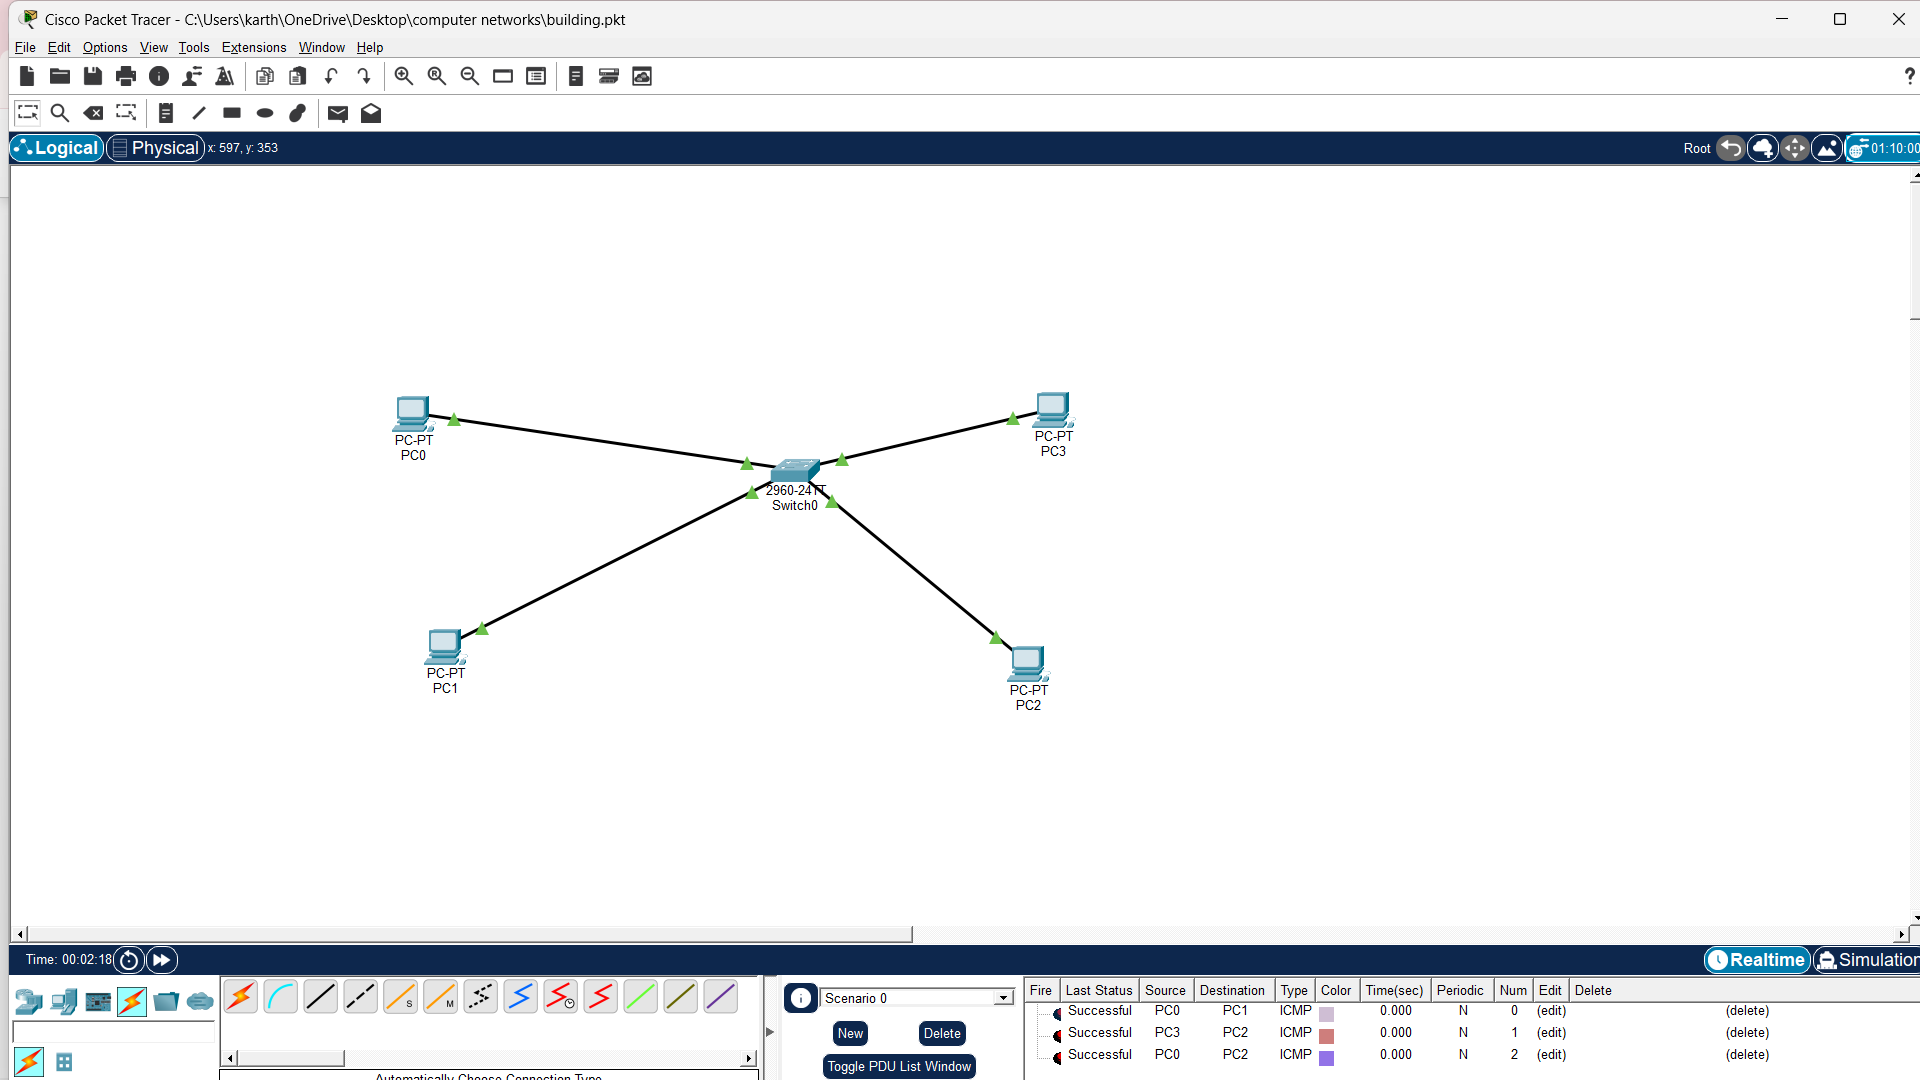 Cisco Packet Tracer - C:\Users\karth\OneDrive\Desktop\computer networks\building.pkt
File Edit Options View Tools Extensions Window Help
Logical Physical x: 597, y: 353 Root 01:10:00
PC-PT
PC0
PC-PT
PC3
2960-24TT
Switch0
PC-PT
PC1
PC-PT
PC2
Time: 00:02:18 Realtime Simulation
S M
Scenario 0
New Delete
Toggle PDU List Window
Fire Last Status Source Destination Type Color Time(sec) Periodic Num Edit Delete
Successful PC0 PC1 ICMP 0.000 N 0 (edit) (delete)
Successful PC3 PC2 ICMP 0.000 N 1 (edit) (delete)
Successful PC0 PC2 ICMP 0.000 N 2 (edit) (delete)
Automatically Choose Connection Type